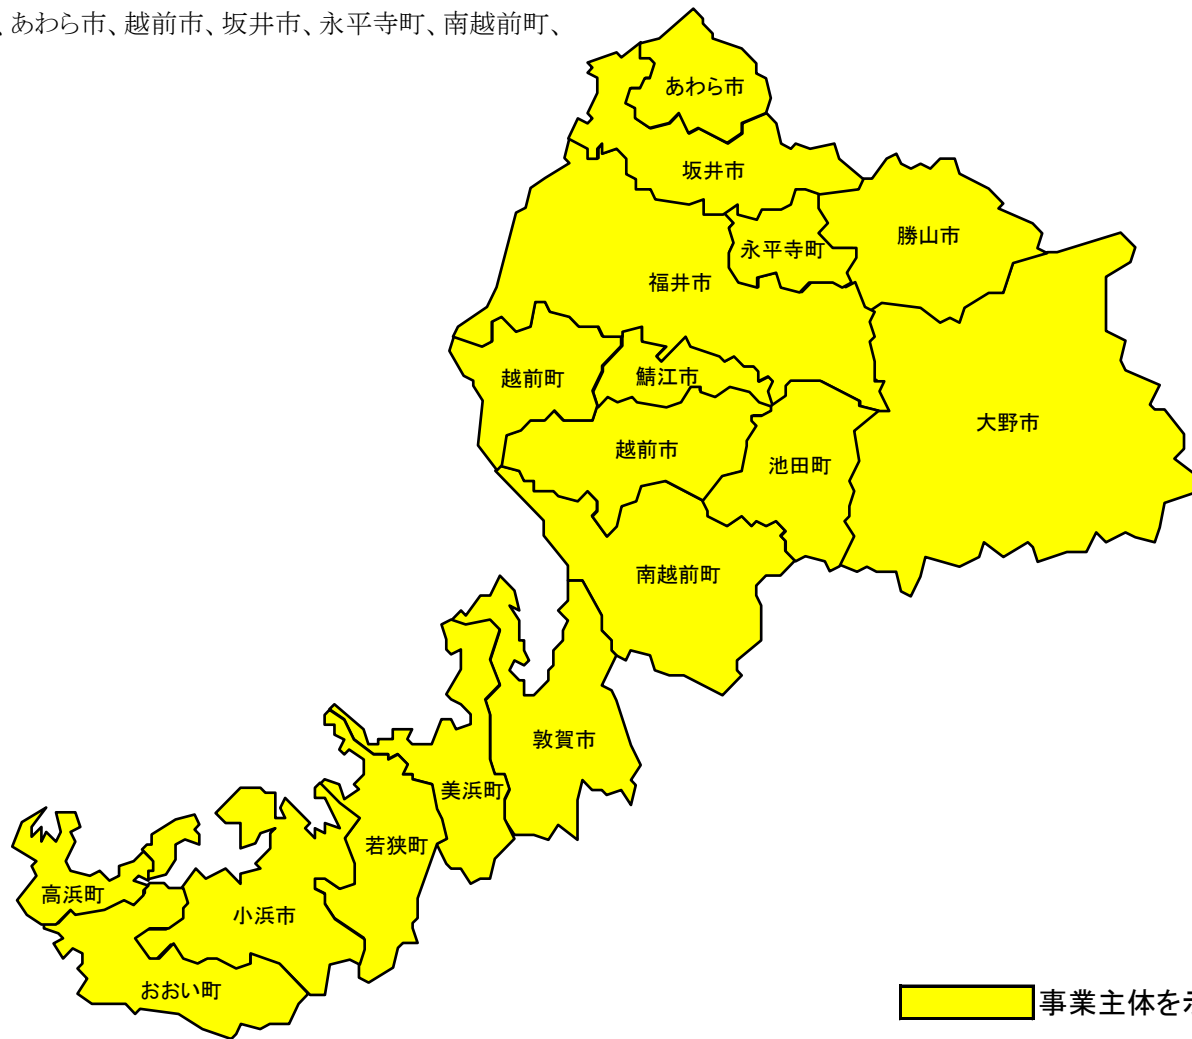 、あわら市、越前市、坂井市、永平寺町、南越前町、
あわら市
坂井市
勝山市
永平寺町
福井市
越前町
鯖江市
大野市
越前市
池田町
南越前町
敦賀市
美浜町
若狭町
高浜町
小浜市
おおい町
事業主体を示